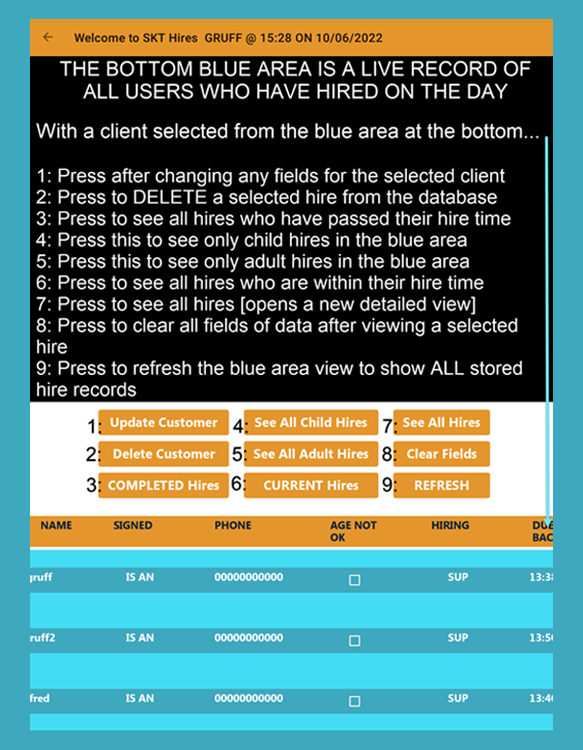 Welcome to SKT Hires GRUFF @ 15:28 ON 10/06/2022
THE BOTTOM BLUE AREA IS A LIVE RECORD OF
ALL USERS WHO HAVE HIRED ON THE DAY
With a client selected from the blue area at the bottom...
1: Press after changing any fields for the selected client
2: Press to DELETE a selected hire from the database
3: Press to see all hires who have passed their hire time
4: Press this to see only child hires in the blue area
5: Press this to see only adult hires in the blue area
6: Press to see all hires who are within their hire time
7: Press to see all hires [opens a new detailed view]
8: Press to clear all fields of data after viewing a selected
hire
9: Press to refresh the blue area view to show ALL stored
hire records
1: Update Customer 4: See All Child Hires 7: See All Hires
2: Delete Customer 5: See All Adult Hires 8: Clear Fields
3: COMPLETED Hires 6: CURRENT Hires 9: REFRESH
NAME SIGNED PHONE AGE NOT HIRING DUE
OK BAC
gruff IS AN 00000000000 SUP 13:3
ruff2 IS AN 00000000000 SUP 13:5
fred IS AN 00000000000 SUP 13:4